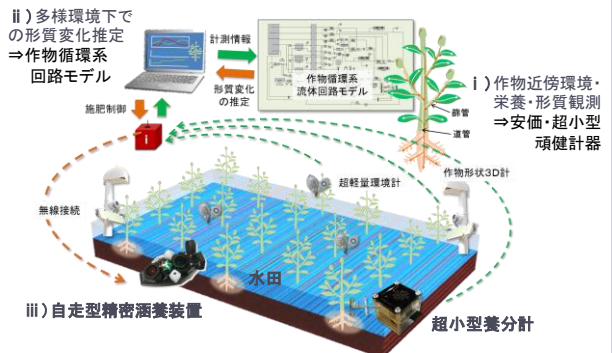 ⅱ）多様環境下で
の形質変化推定
⇒作物循環系
回路モデル
計測情報
形質変化
の推定
作物循環系
流体回路モデル
ⅰ）作物近傍環境・
栄養・形質観測
⇒安価・超小型
頑健計器
篩管
道管
施肥制御
i
作物形状3D計
超軽量環境計
無線接続
水田
ⅲ）自走型精密涵養装置
超小型養分計